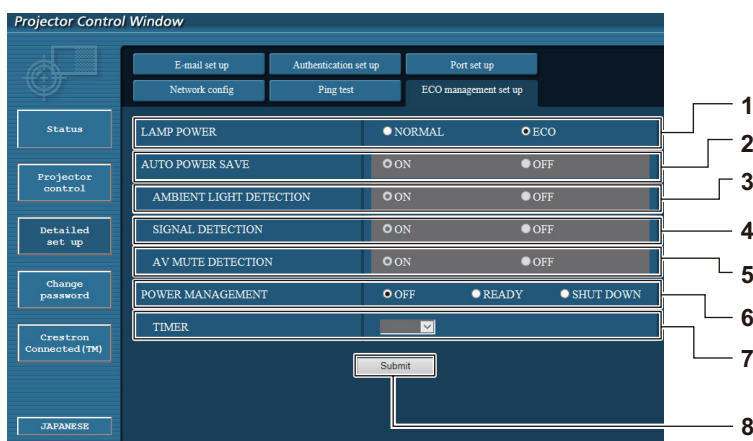 Projector Control Window
E-mail set up Authentication set up Port set up
Network config Ping test ECO management set up
Status
Projector
control
Detailed
set up
Change
password
Crestron
Connected(TM)
JAPANESE
LAMP POWER NORMAL ECO 1
AUTO POWER SAVE ON OFF 2
AMBIENT LIGHT DETECTION ON OFF 3
SIGNAL DETECTION ON OFF 4
AV MUTE DETECTION ON OFF 5
POWER MANAGEMENT OFF READY SHUT DOWN 6
TIMER 7
Submit 8